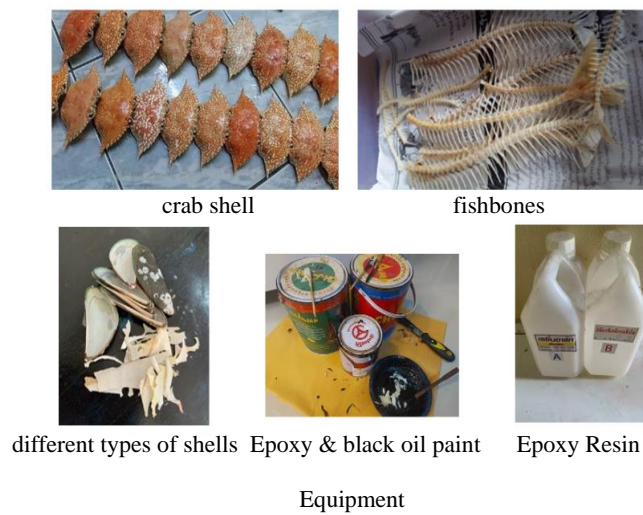 crab shell
fishbones
different types of shells
Epoxy & black oil paint
Epoxy Resin
A
B
Equipment